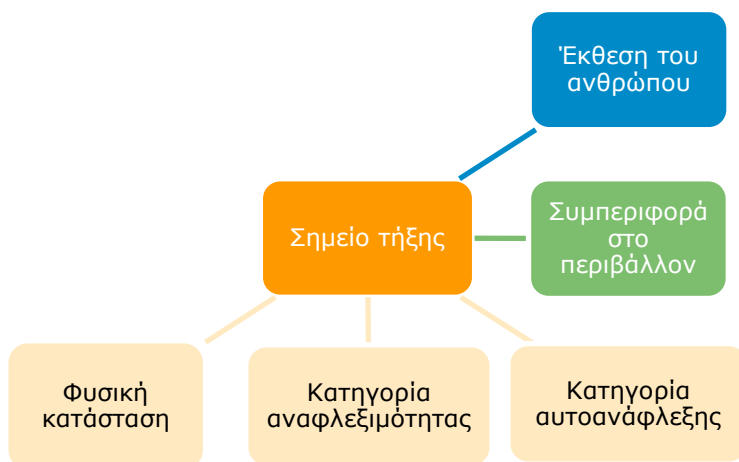 Έκθεση του
ανθρώπου
Σημείο τήξης
Συμπεριφορά
στο
περιβάλλον
Φυσική
κατάσταση
Κατηγορία
αναφλεξιμότητας
Κατηγορία
αυτοανάφλεξης